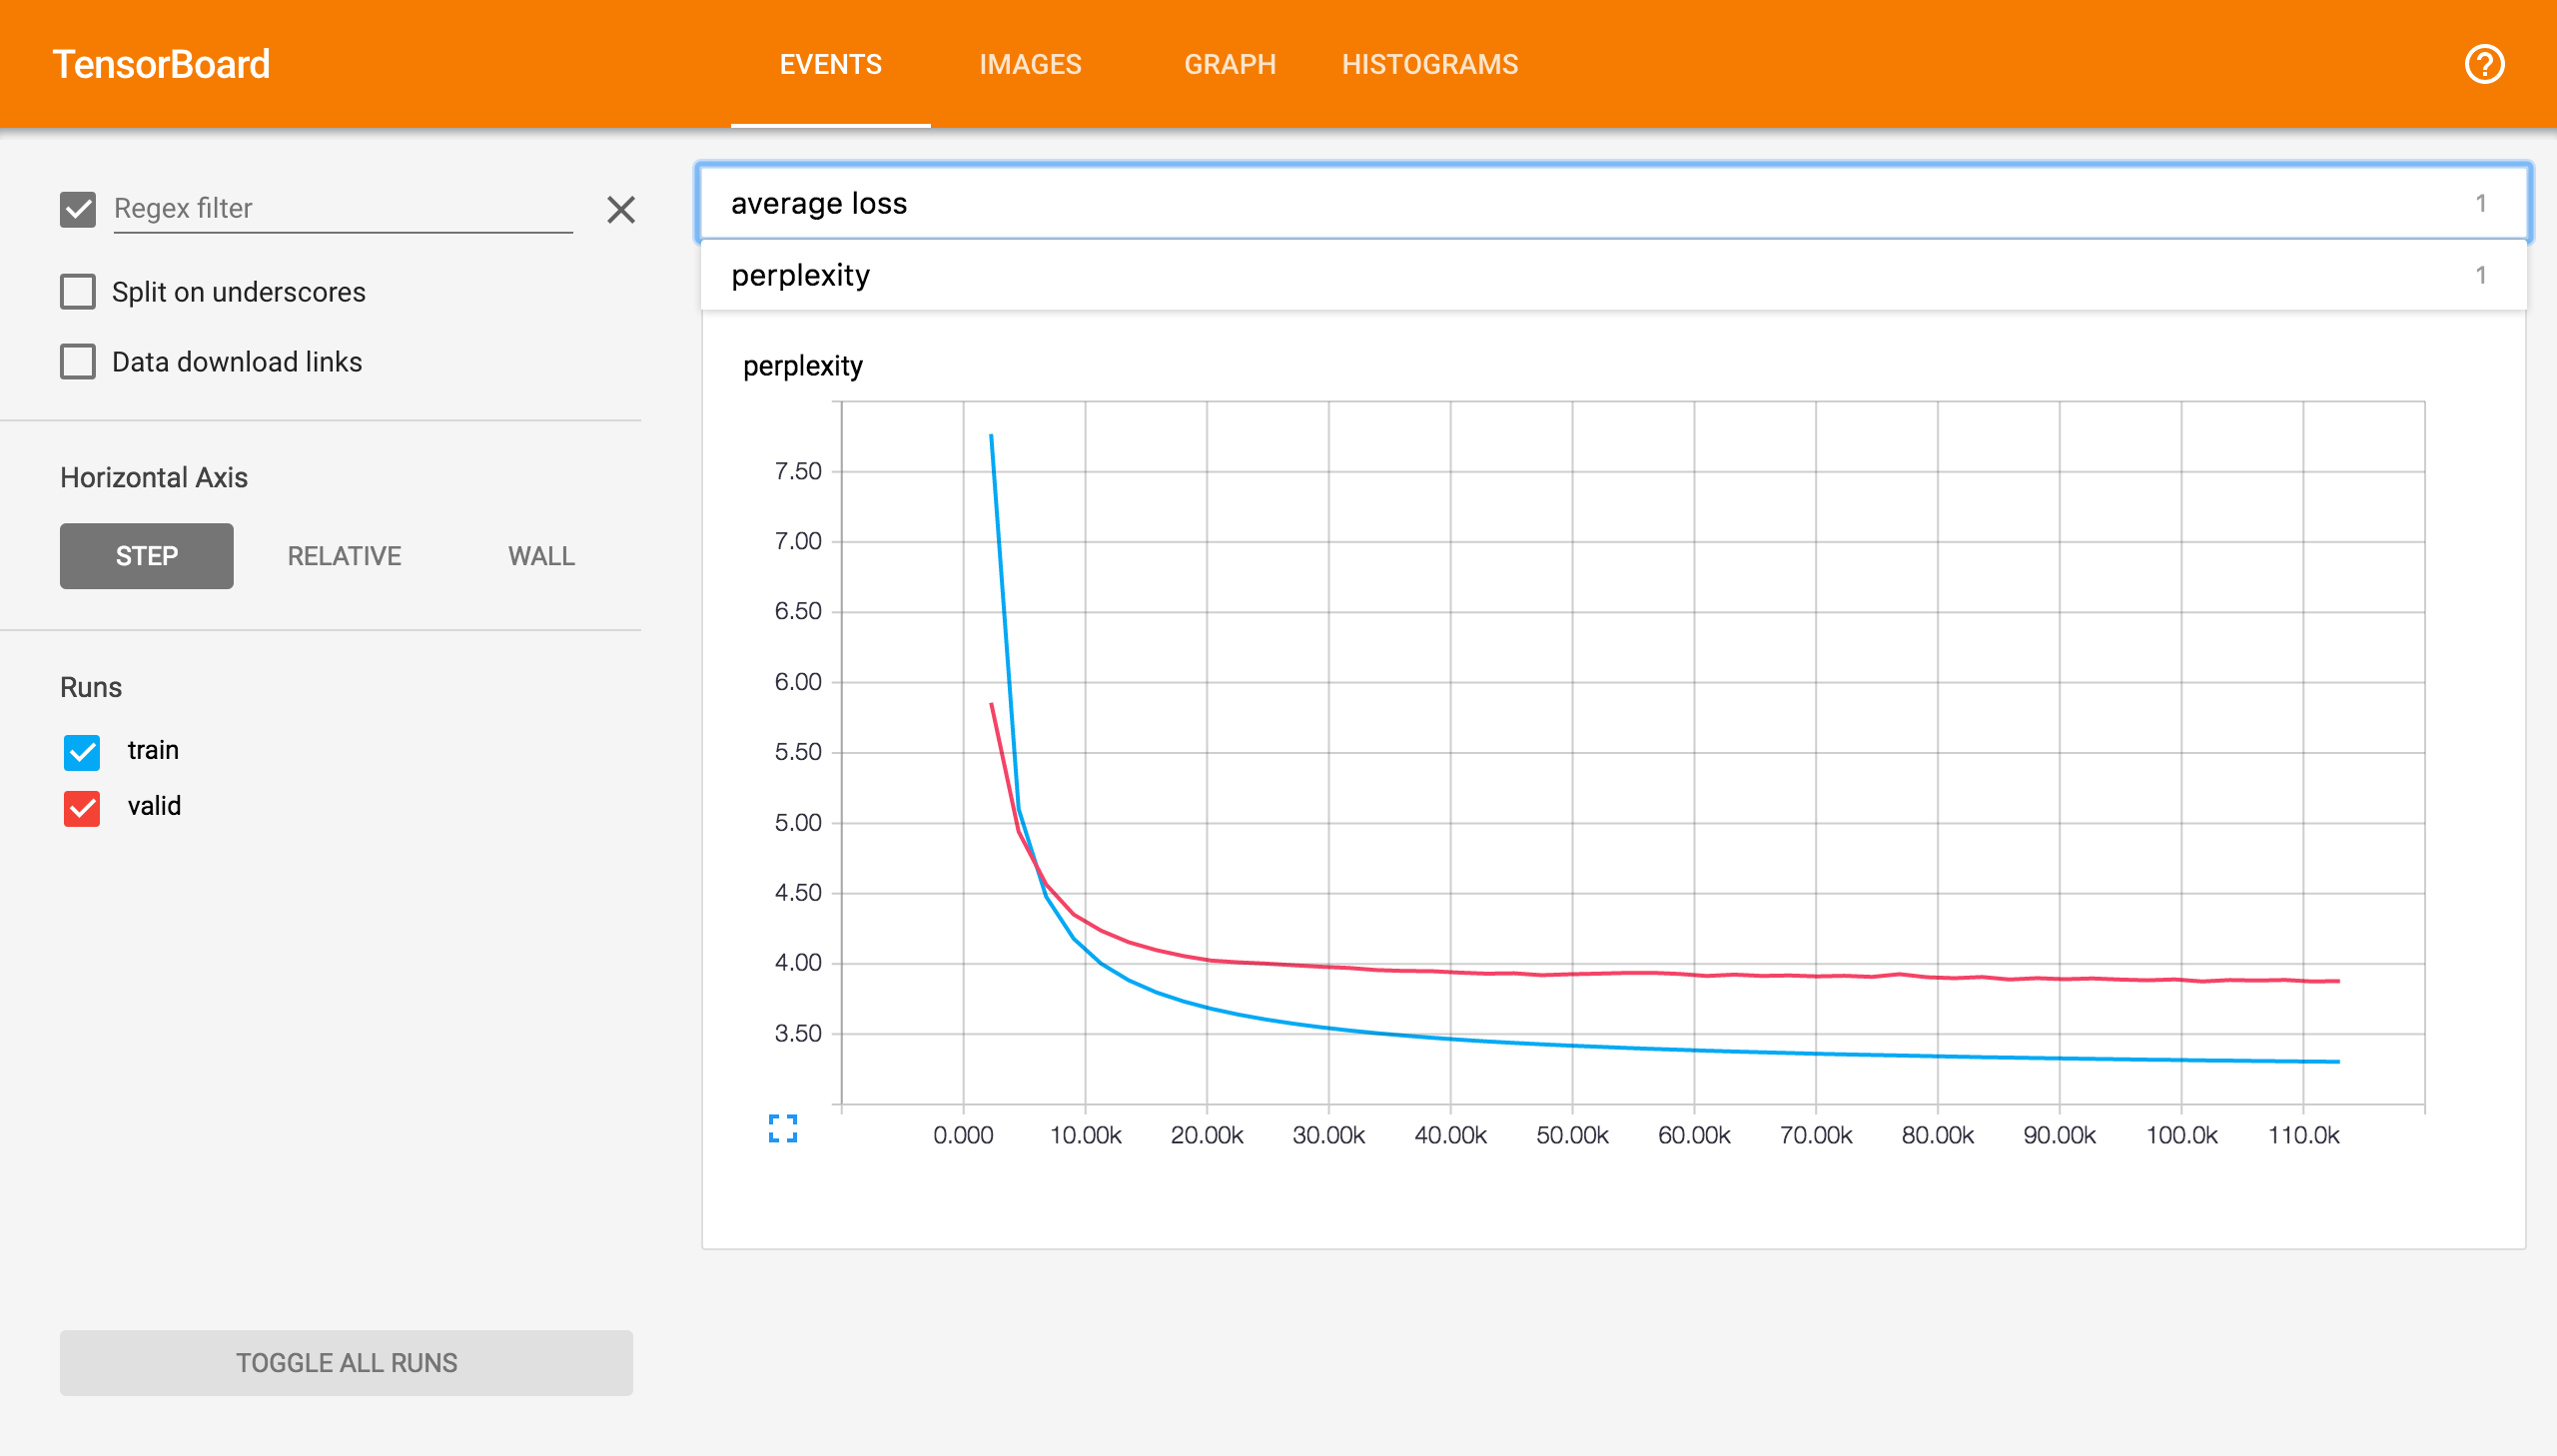 TensorBoard
EVENTS
IMAGES
GRAPH
HISTOGRAMS
?
Regex filter
Split on underscores
Data download links
Horizontal Axis
STEP
RELATIVE
WALL
Runs
train
valid
TOGGLE ALL RUNS
average loss
1
perplexity
1
perplexity
7.50
7.00
6.50
6.00
5.50
5.00
4.50
4.00
3.50
0.000
10.00k
20.00k
30.00k
40.00k
50.00k
60.00k
70.00k
80.00k
90.00k
100.0k
110.0k